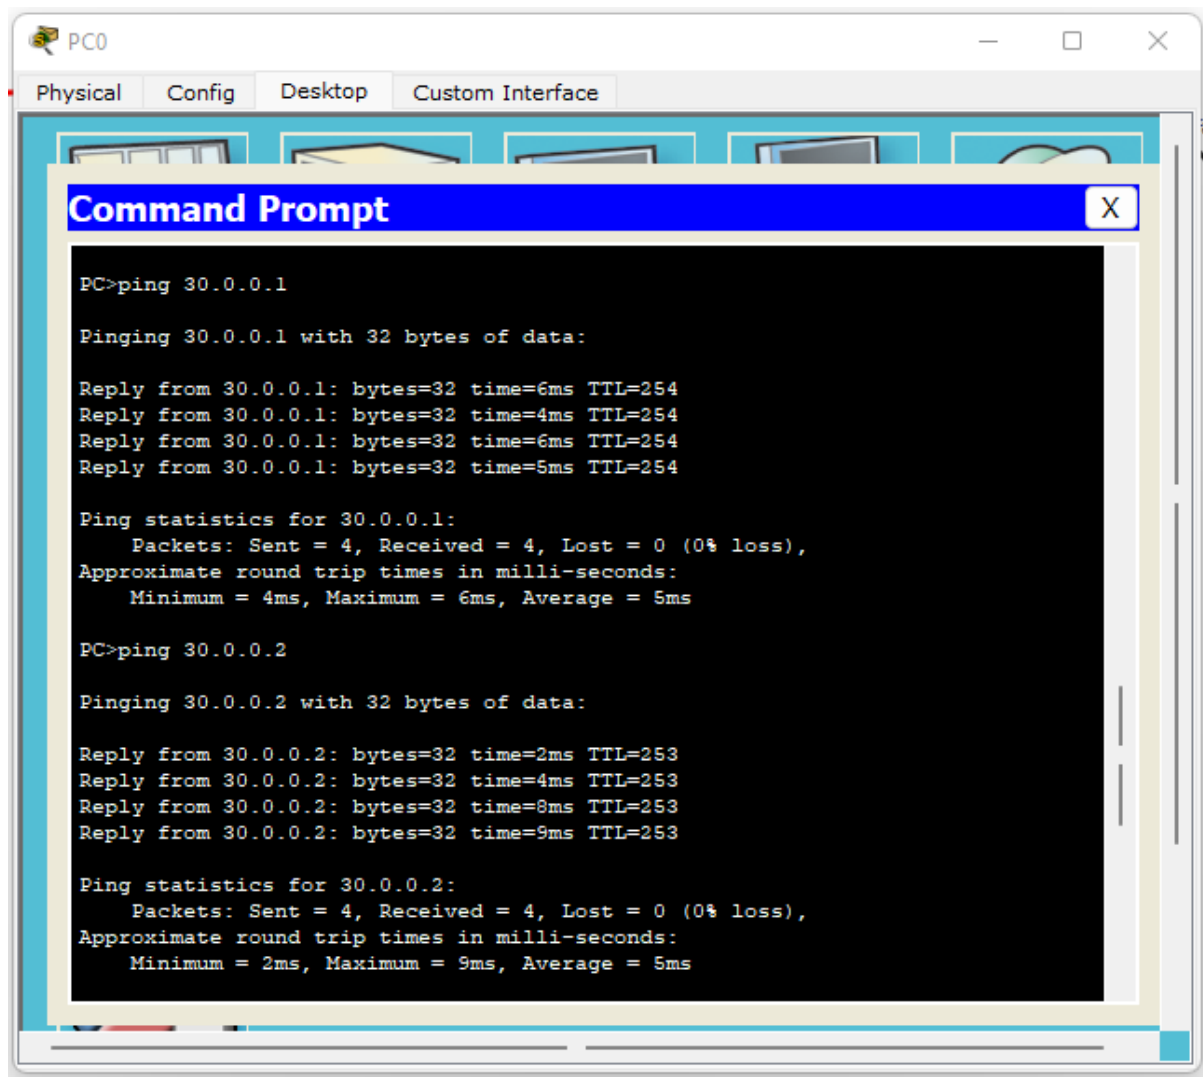 PC0
Physical Config Desktop Custom Interface
Command Prompt X
PC>ping 30.0.0.1
Pinging 30.0.0.1 with 32 bytes of data:
Reply from 30.0.0.1: bytes=32 time=6ms TTL=254
Reply from 30.0.0.1: bytes=32 time=4ms TTL=254
Reply from 30.0.0.1: bytes=32 time=6ms TTL=254
Reply from 30.0.0.1: bytes=32 time=5ms TTL=254
Ping statistics for 30.0.0.1:
Packets: Sent = 4, Received = 4, Lost = 0 (0% loss),
Approximate round trip times in milli-seconds:
Minimum = 4ms, Maximum = 6ms, Average = 5ms
PC>ping 30.0.0.2
Pinging 30.0.0.2 with 32 bytes of data:
Reply from 30.0.0.2: bytes=32 time=2ms TTL=253
Reply from 30.0.0.2: bytes=32 time=4ms TTL=253
Reply from 30.0.0.2: bytes=32 time=8ms TTL=253
Reply from 30.0.0.2: bytes=32 time=9ms TTL=253
Ping statistics for 30.0.0.2:
Packets: Sent = 4, Received = 4, Lost = 0 (0% loss),
Approximate round trip times in milli-seconds:
Minimum = 2ms, Maximum = 9ms, Average = 5ms